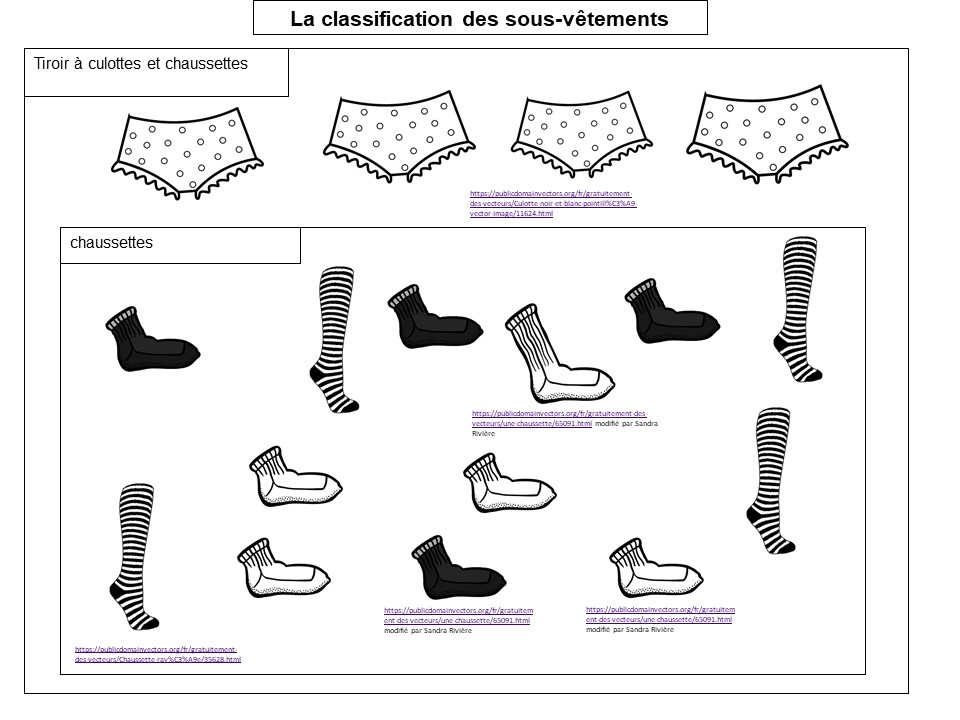 La classification des sous-vêtements
Tiroir à culottes et chaussettes
https://publicdomainvectors.org/fr/gratuitement-
des-vecteurs/Culotte-noir-et-blanc-pointill%C3%A9-
vector-image/11624.html
chaussettes
https://publicdomainvectors.org/fr/gratuitement-des-
vecteurs/une-chaussette/65091.html modifié par Sandra
Rivière
https://publicdomainvectors.org/fr/gratuitem
ent-des-vecteurs/une-chaussette/65091.html
modifié par Sandra Rivière
https://publicdomainvectors.org/fr/gratuitem
ent-des-vecteurs/une-chaussette/65091.html
modifié par Sandra Rivière
https://publicdomainvectors.org/fr/gratuitement-
des-vecteurs/Chaussette-ray%C3%A9e/35628.html